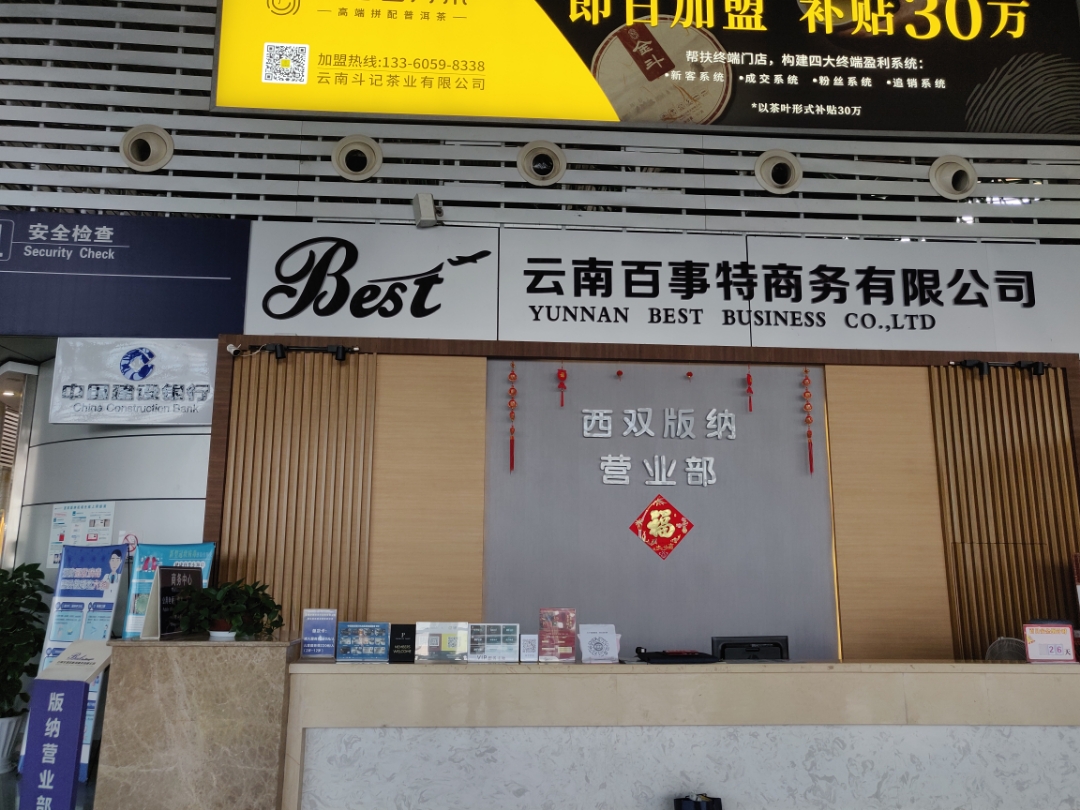 高端拼配普洱茶
加盟热线:133-6059-8338
云南斗记茶业有限公司
即日加盟 补贴30万
金斗
帮扶终端门店，构建四大终端盈利系统：
•新客系统 •成交系统 •粉丝系统 •追销系统
*以茶叶形式补贴30万
安全检查
Security Check
Best
云南百事特商务有限公司
YUNNAN BEST BUSINESS CO.,LTD
中国建设银行
China Construction Bank
西双版纳
营业部
福
商务中心
版纳营业部